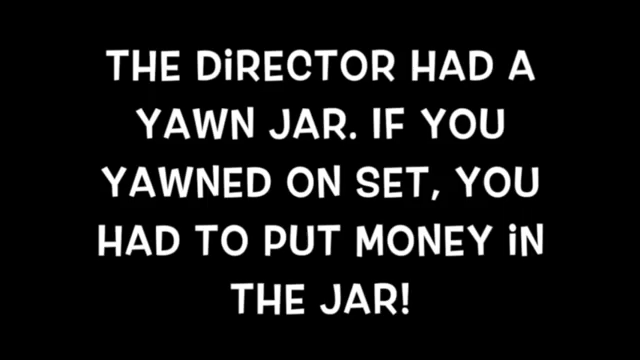 THE DiRECTOR HAD A
YAWN JAR. IF YOU
YAWNED ON SET, YOU
HAD TO PUT MONEY iN
THE JAR!